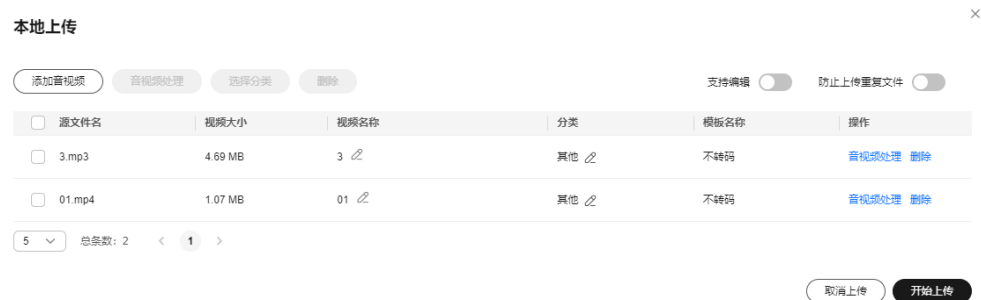 本地上传
添加音视频 音视频处理 选择分类 删除 支持编辑 防止上传重复文件
源文件名 视频大小 视频名称 分类 模板名称 操作
3.mp3 4.69 MB 3 其他 不转码 音视频处理 删除
01.mp4 1.07 MB 01 其他 不转码 音视频处理 删除
5 总条数：2 < 1 >
取消上传 开始上传